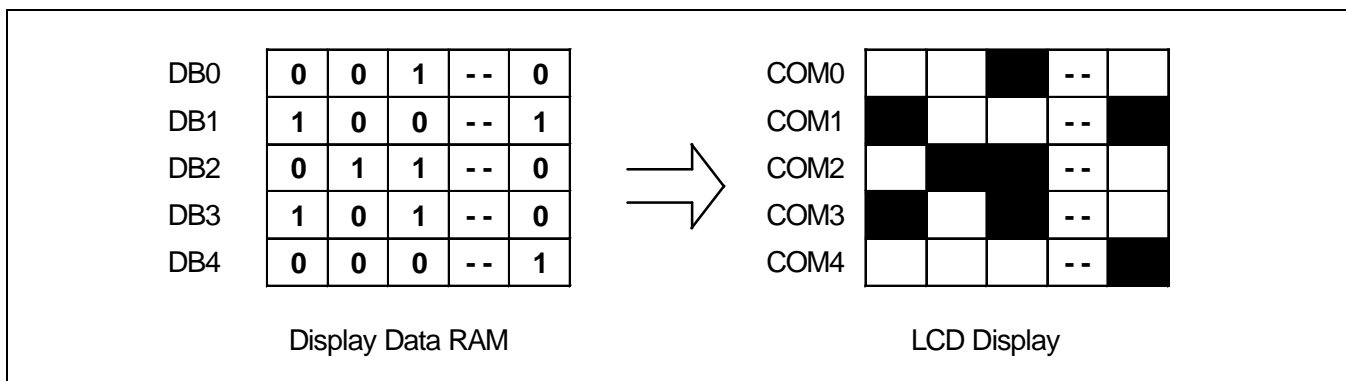 DB0 0 0 1 -- 0 COM0 --
DB1 1 0 0 -- 1 COM1 --
DB2 0 1 1 -- 0 COM2 --
DB3 1 0 1 -- 0 COM3 --
DB4 0 0 0 -- 1 COM4 --
Display Data RAM LCD Display